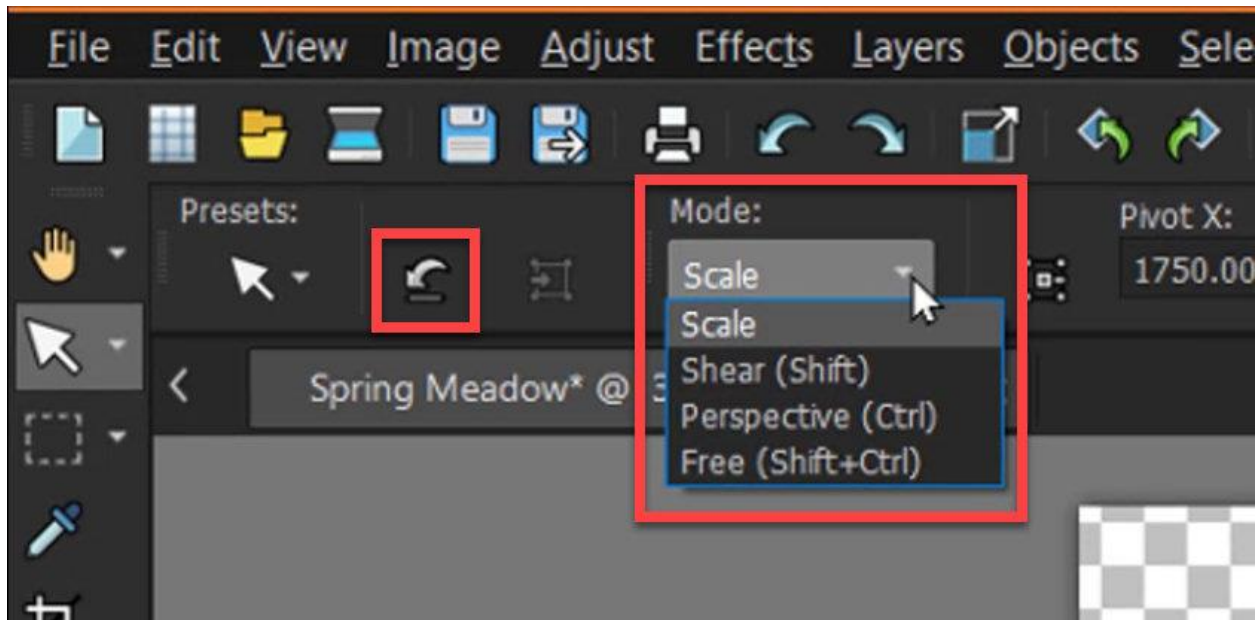 File Edit View Image Adjust Effects Layers Objects
Presets: Mode: Pivot X:
Scale 1750.00
Scale
Shear (Shift)
Perspective (Ctrl)
Free (Shift+Ctrl)
Spring Meadow* @